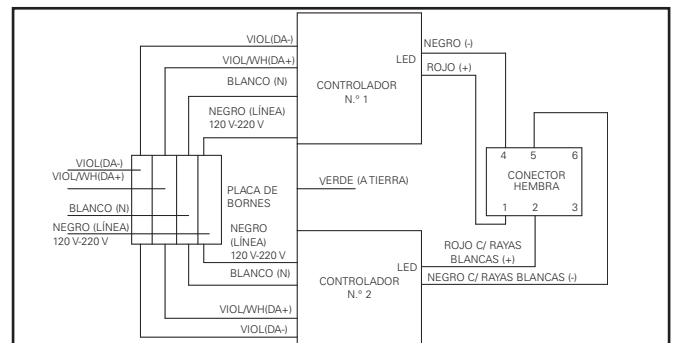 VIOL(DA-)
VIOL/WH(DA+)
BLANCO (N)
NEGRO (LÍNEA)
120 V-220 V
CONTROLADOR
N.° 1
LED
NEGRO (-)
ROJO (+)
VIOL(DA-)
VIOL/WH(DA+)
BLANCO (N)
NEGRO (LÍNEA)
120 V-220 V
PLACA DE
BORNES
VERDE (A TIERRA)
4 5 6
CONECTOR
HEMBRA
1 2 3
NEGRO
(LÍNEA)
120 V-220 V
BLANCO (N)
VIOL/WH(DA+)
VIOL(DA-)
CONTROLADOR
N.° 2
LED
ROJO C/ RAYAS
BLANCAS (+)
NEGRO C/ RAYAS BLANCAS (-)